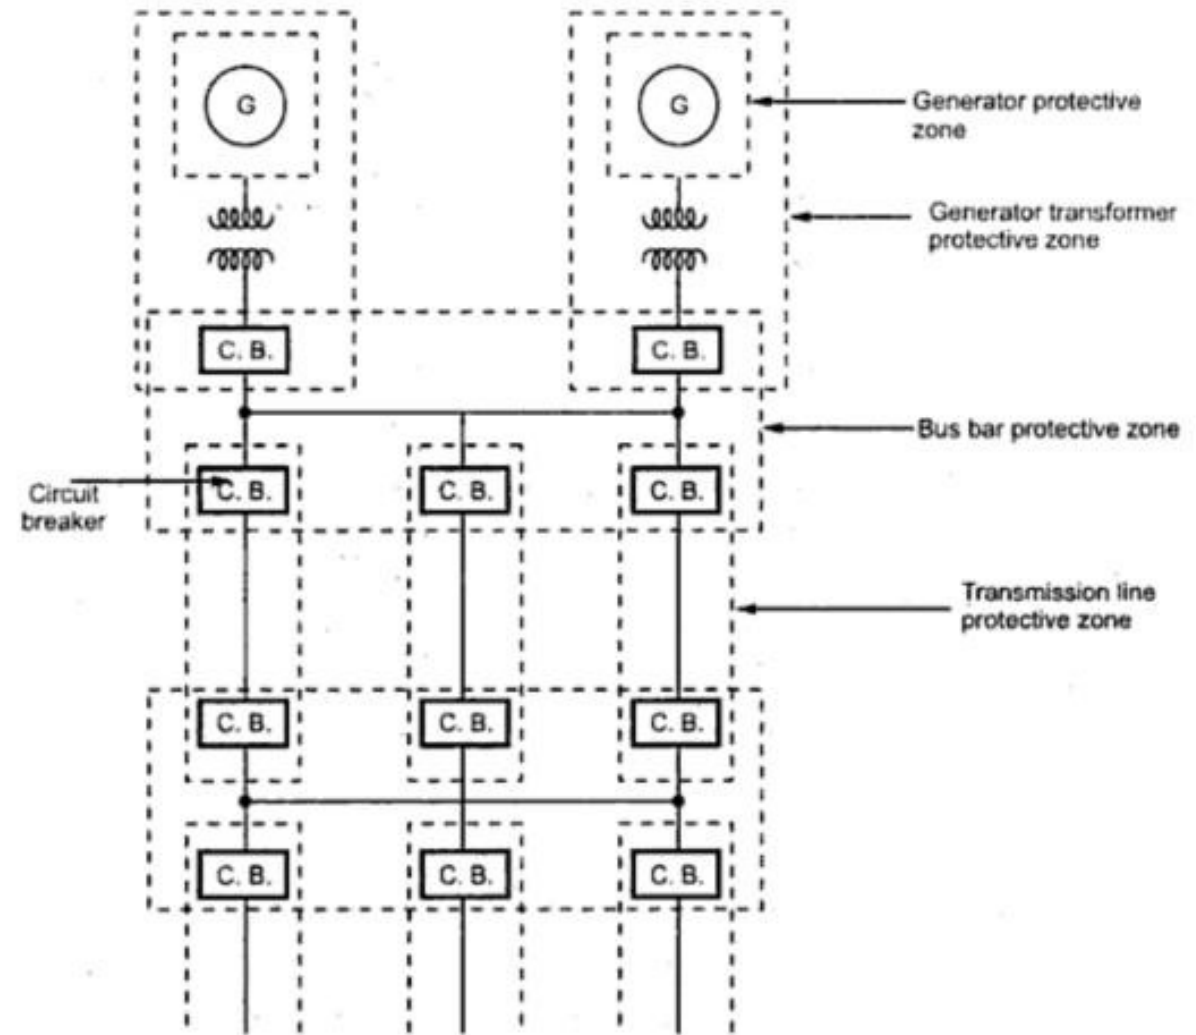 G
G
Generator protective
zone
Generator transformer
protective zone
C. B.
C. B.
Bus bar protective zone
Circuit
breaker
C. B.
C. B.
C. B.
Transmission line
protective zone
C. B.
C. B.
C. B.
C. B.
C. B.
C. B.